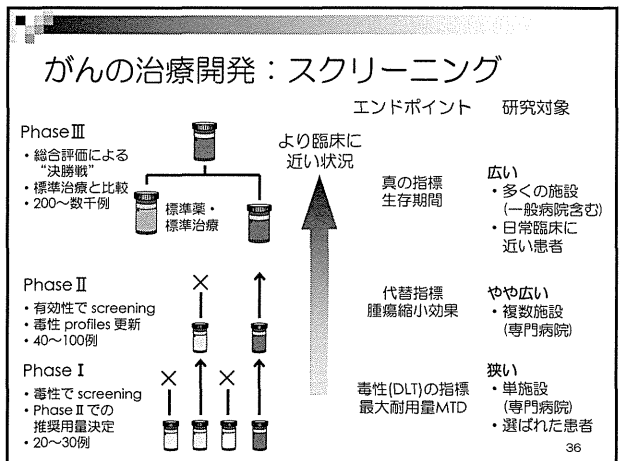 がんの治療開発：スクリーニング
エンドポイント
研究対象
PhaseⅢ
・総合評価による
“決勝戦”
・標準治療と比較
・200～数千例
標準薬・
標準治療
より臨床に
近い状況
真の指標
生存期間
広い
・多くの施設
(一般病院含む)
・日常臨床に
近い患者
PhaseⅡ
・有効性で screening
・毒性 profiles 更新
・40～100例
代替指標
腫瘍縮小効果
やや広い
・複数施設
(専門病院)
PhaseⅠ
・毒性で screening
・PhaseⅡでの
推奨用量決定
・20～30例
毒性(DLT)の指標
最大耐用量MTD
狭い
・単施設
(専門病院)
・選ばれた患者
36